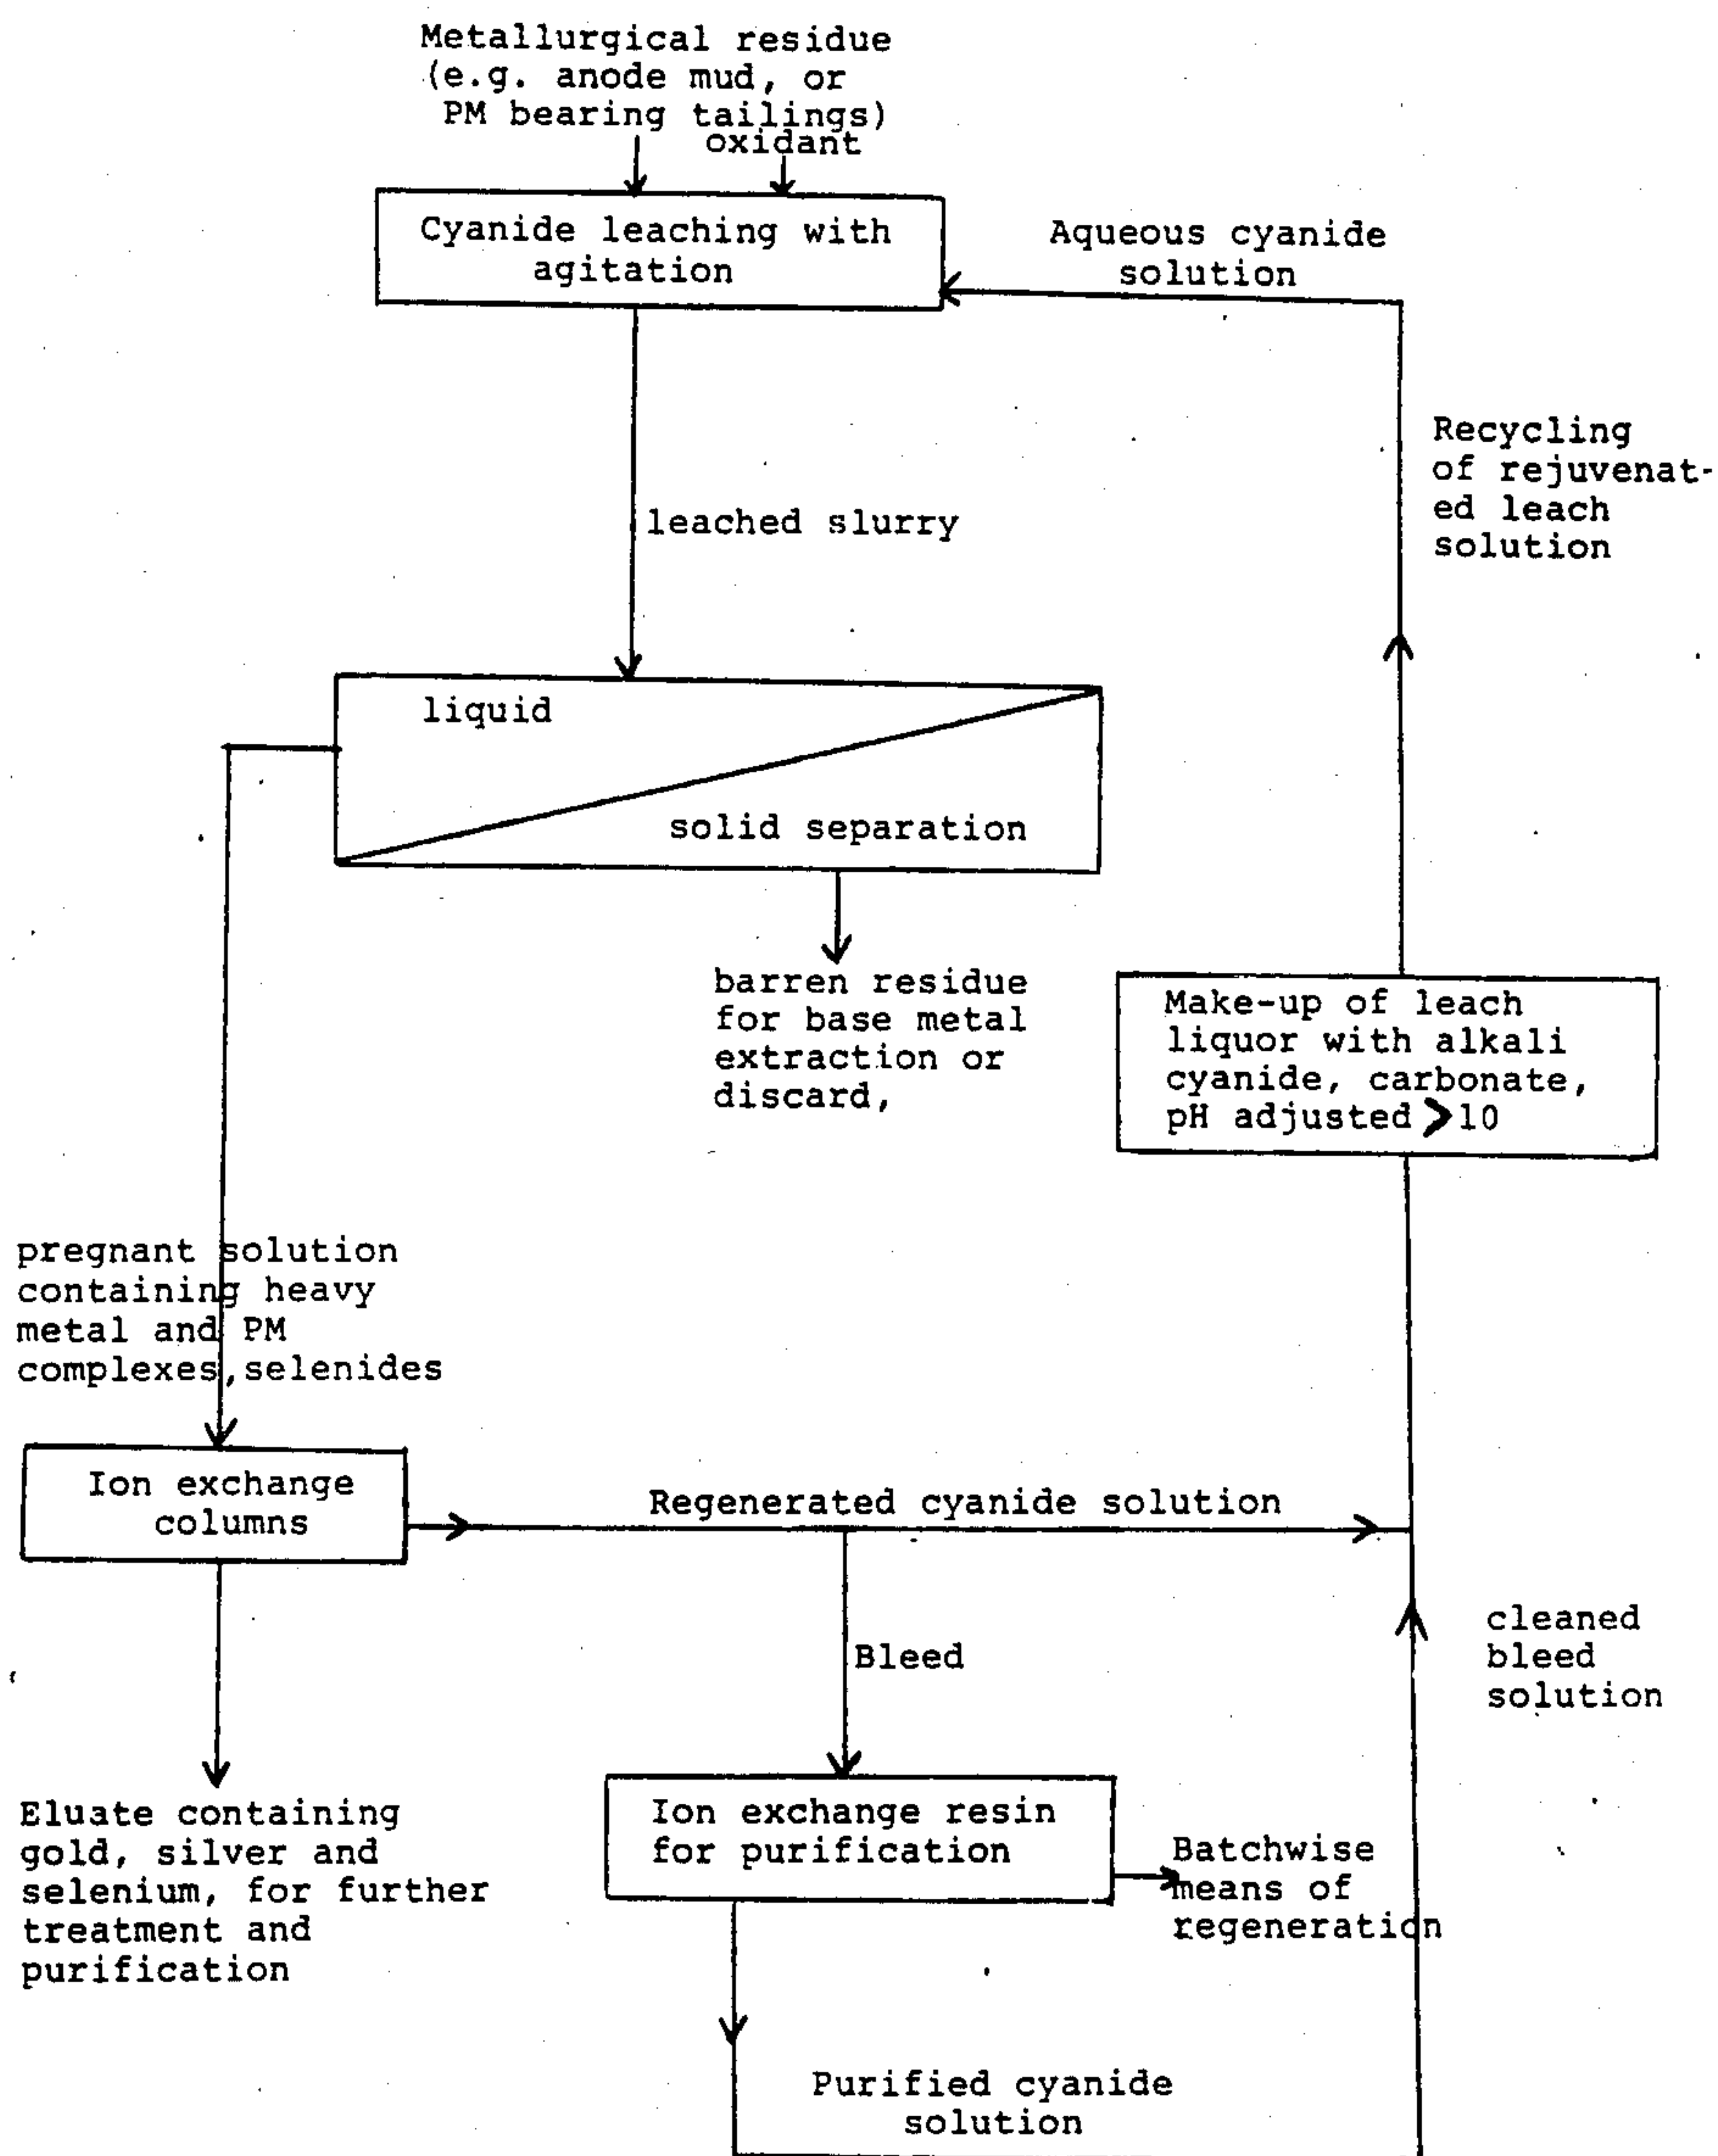 Metallurgical residue
(e.g. anode mud, or
PM bearing tailings)
oxidant
Cyanide leaching with
agitation
Aqueous cyanide
solution
Recycling
of rejuvenat-
ed leach
solution
leached slurry
liquid
solid separation
barren residue
for base metal
extraction or
discard,
Make-up of leach
liquor with alkali
cyanide, carbonate,
pH adjusted >10
pregnant solution
containing heavy
metal and PM
complexes,selenides
Ion exchange
columns
Regenerated cyanide solution
Bleed
cleaned
bleed
solution
Eluate containing
gold, silver and
selenium, for further
treatment and
purification
Ion exchange resin
for purification
Batchwise
means of
regeneration
Purified cyanide
solution